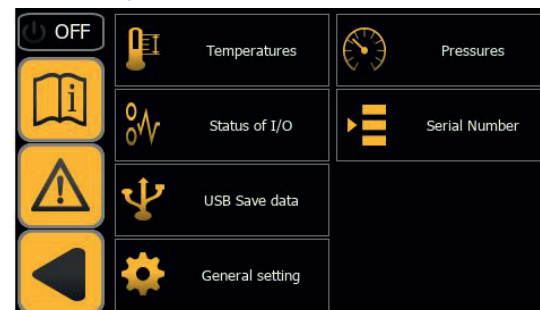 OFF
Temperatures
Pressures
Status of I/O
Serial Number
USB Save data
General setting